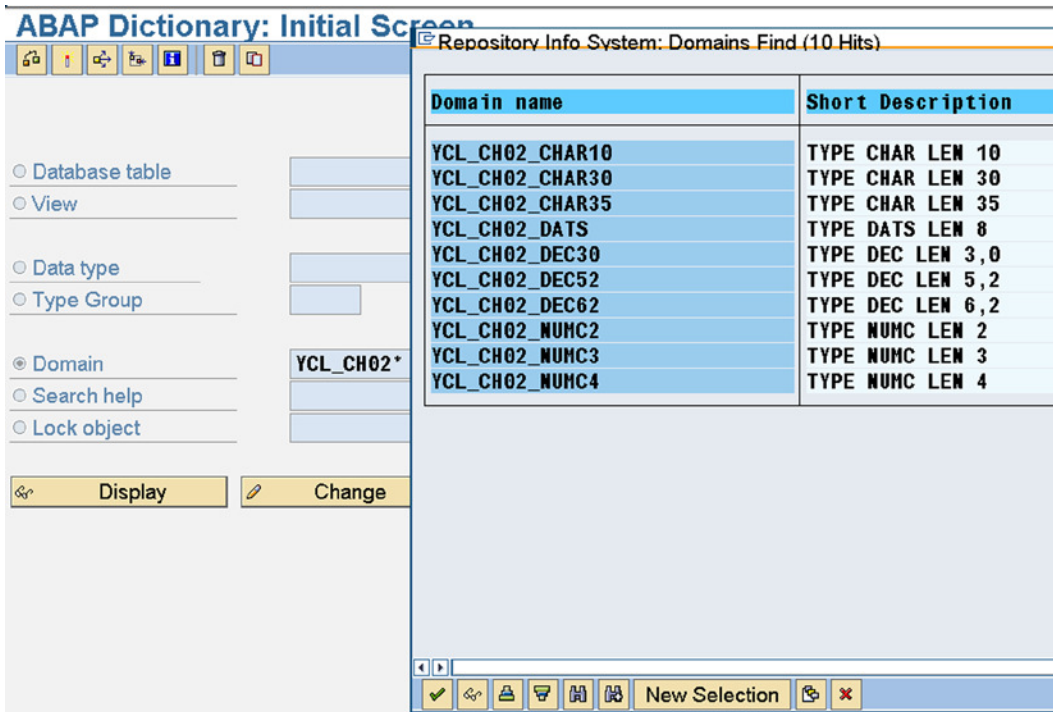 ABAP Dictionary: Initial Screen
Database table
View
Data type
Type Group
Domain YCL_CH02*
Search help
Lock object
Display Change
Repository Info System: Domains Find (10 Hits)
Domain name Short Description
YCL_CH02_CHAR10 TYPE CHAR LEN 10
YCL_CH02_CHAR30 TYPE CHAR LEN 30
YCL_CH02_CHAR35 TYPE CHAR LEN 35
YCL_CH02_DATS TYPE DATS LEN 8
YCL_CH02_DEC30 TYPE DEC LEN 3,0
YCL_CH02_DEC52 TYPE DEC LEN 5,2
YCL_CH02_DEC62 TYPE DEC LEN 6,2
YCL_CH02_NUMC2 TYPE NUMC LEN 2
YCL_CH02_NUMC3 TYPE NUMC LEN 3
YCL_CH02_NUMC4 TYPE NUMC LEN 4
New Selection